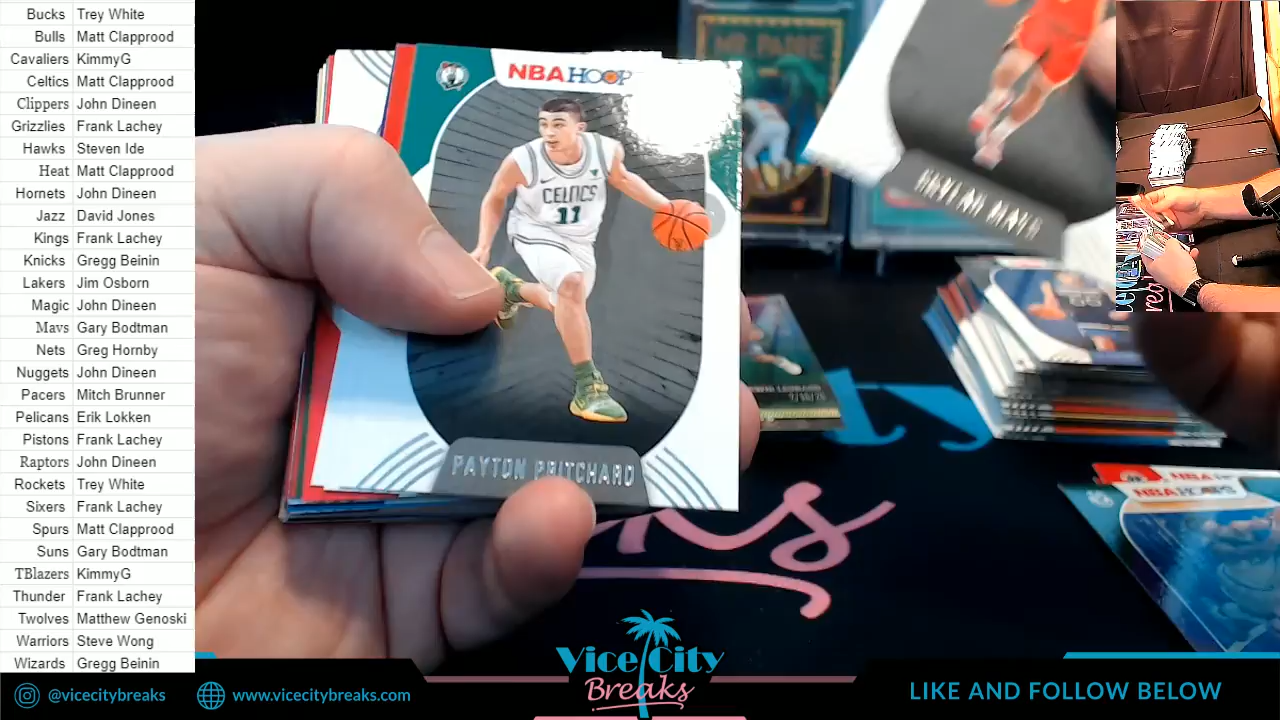 Bucks Trey White
Bulls Matt Clapprood
Cavaliers KimmyG
Celtics Matt Clapprood
Clippers John Dineen
Grizzlies Frank Lachey
Hawks Steven Ide
Heat Matt Clapprood
Hornets John Dineen
Jazz David Jones
Kings Frank Lachey
Knicks Gregg Beinin
Lakers Jim Osborn
Magic John Dineen
Mavs Gary Bodtman
Nets Greg Hornby
Nuggets John Dineen
Pacers Mitch Brunner
Pelicans Erik Lokken
Pistons Frank Lachey
Raptors John Dineen
Rockets Trey White
Sixers Frank Lachey
Spurs Matt Clapprood
Suns Gary Bodtman
TBlazers KimmyG
Thunder Frank Lachey
Twolves Matthew Genoski
Warriors Steve Wong
Wizards Gregg Beinin
NBA HOOP
CELTICS
11
PAYTON PRITCHARD
NBA HOOPS
Vice City
Breaks
@vicecitybreaks
www.vicecitybreaks.com
LIKE AND FOLLOW BELOW